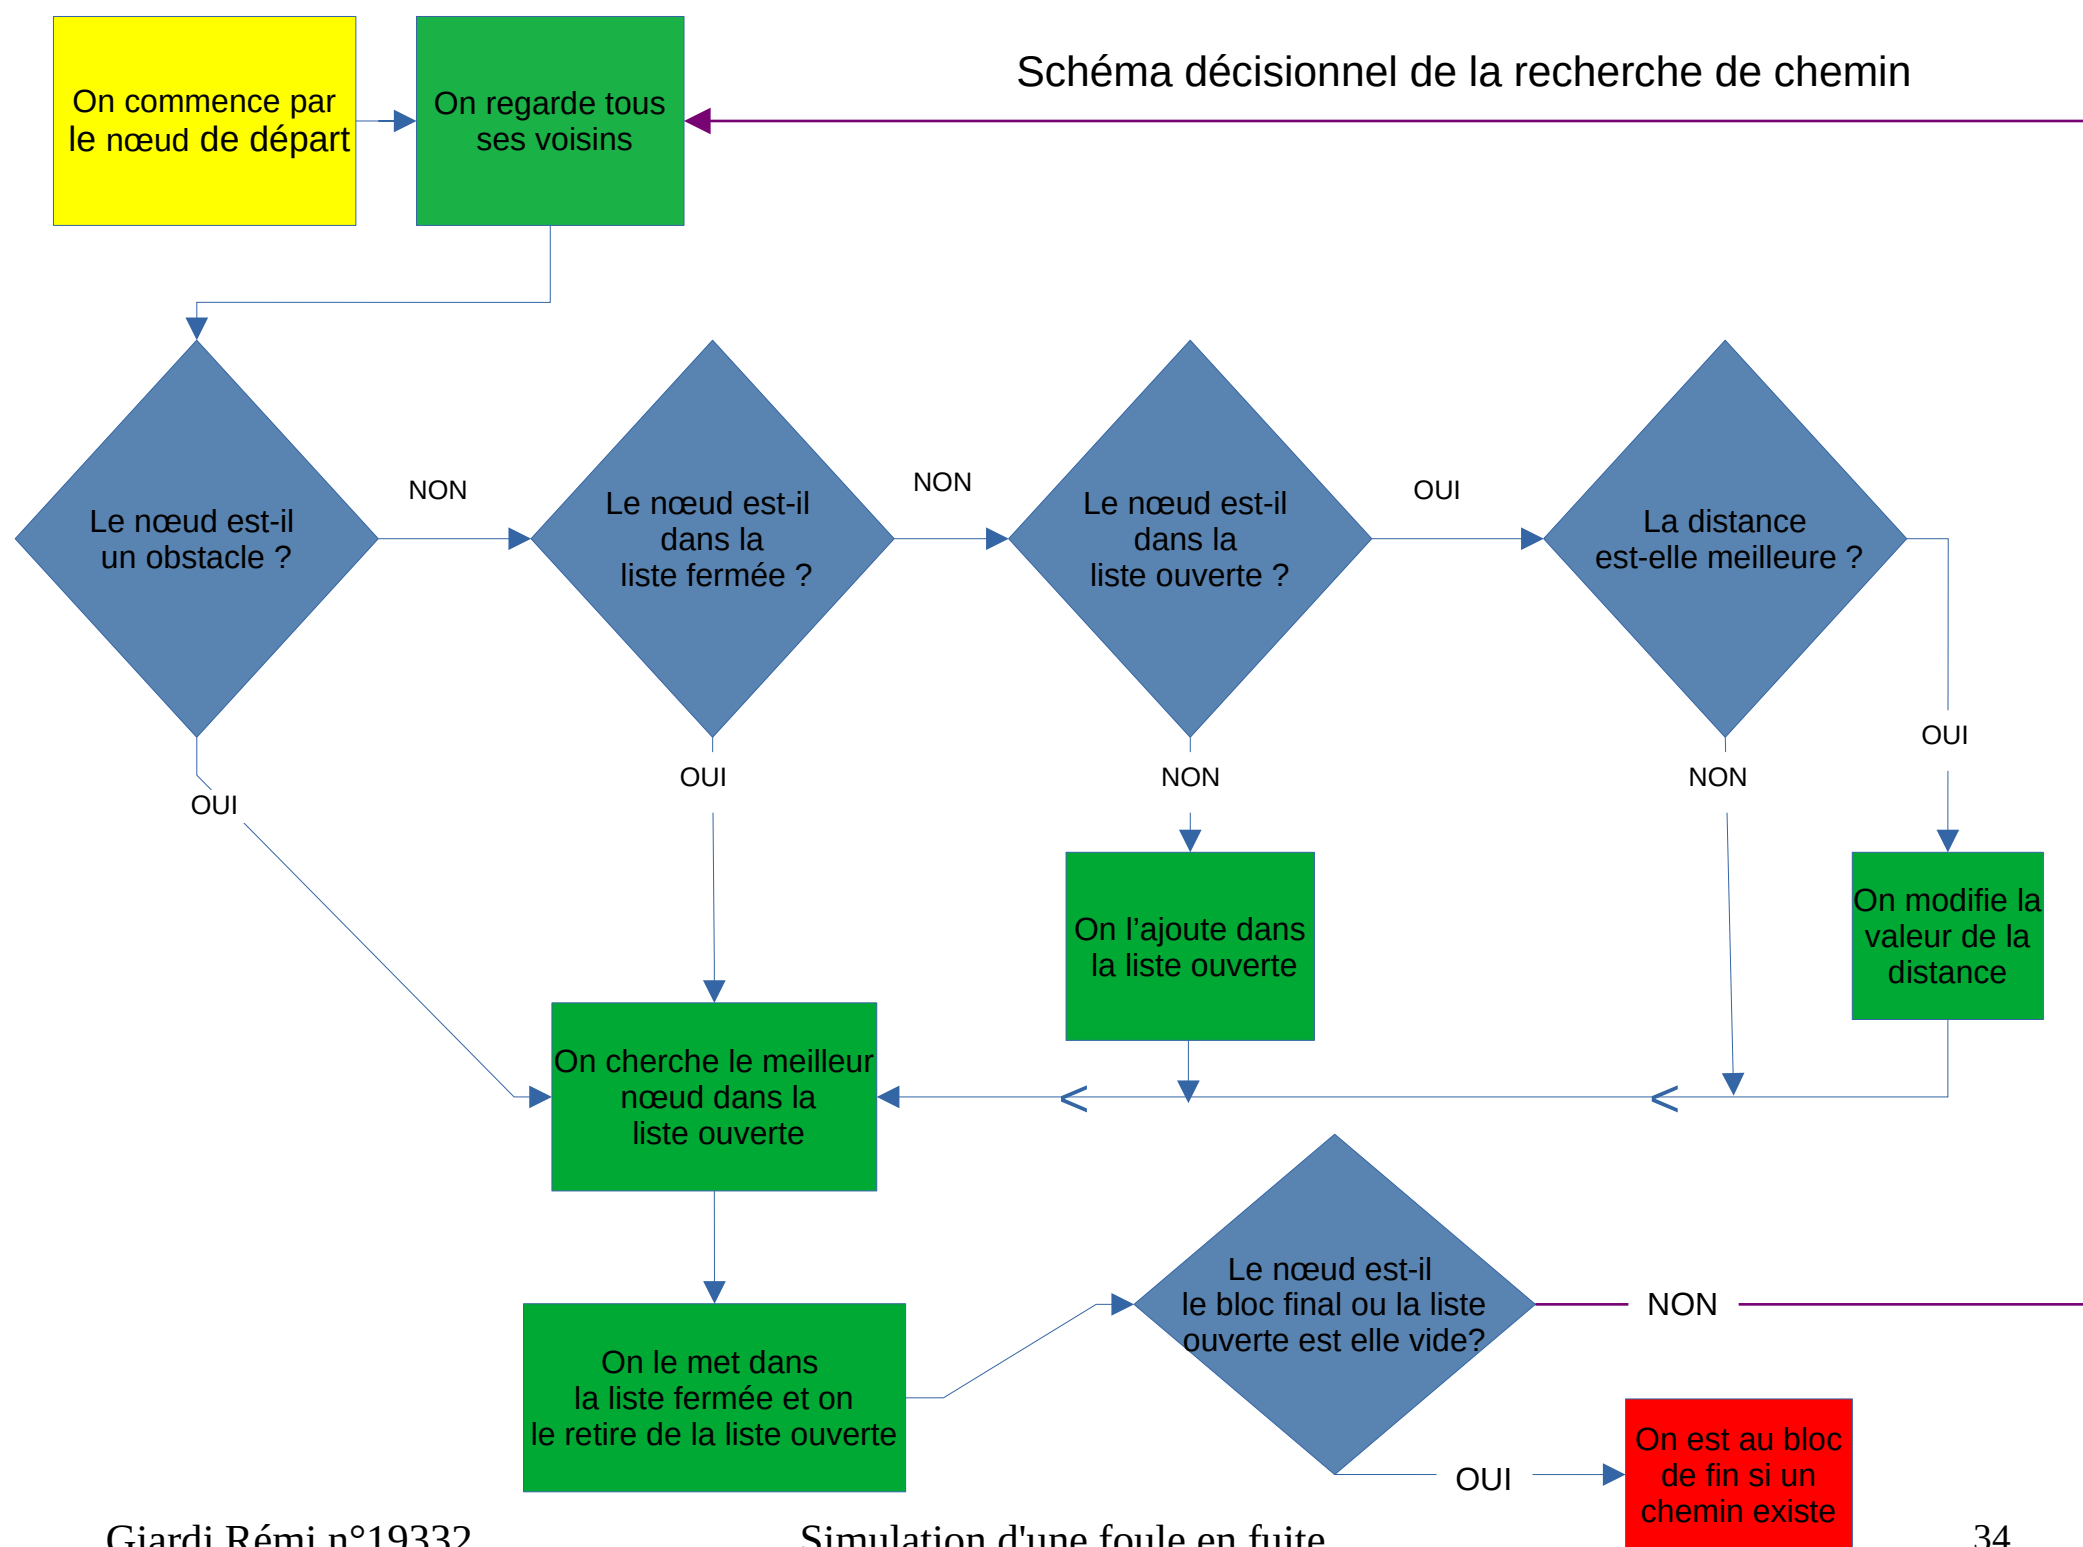 Schéma décisionnel de la recherche de chemin
On commence par
le nœud de départ
On regarde tous
ses voisins
Le nœud est-il
un obstacle ?
NON
Le nœud est-il
dans la
liste fermée ?
NON
Le nœud est-il
dans la
liste ouverte ?
OUI
La distance
est-elle meilleure ?
OUI
OUI
OUI
NON
NON
On l’ajoute dans
la liste ouverte
On modifie la
valeur de la
distance
On cherche le meilleur
nœud dans la
liste ouverte
On le met dans
la liste fermée et on
le retire de la liste ouverte
Le nœud est-il
le bloc final ou la liste
ouverte est elle vide?
NON
OUI
On est au bloc
de fin si un
chemin existe
Giardi Rémi n°19332
Simulation d'une foule en fuite
34